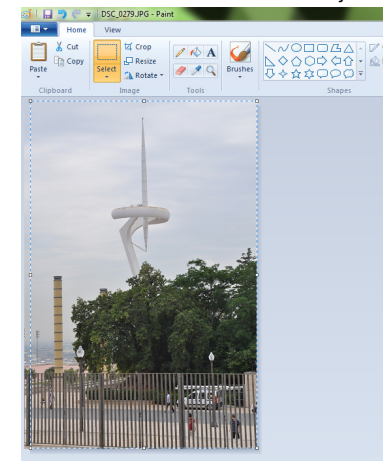 DSC_0279.JPG - Paint
Home View
Paste
Cut
Copy
Clipboard
Select
Crop
Resize
Rotate
Image
A
Tools
Brushes
Shapes